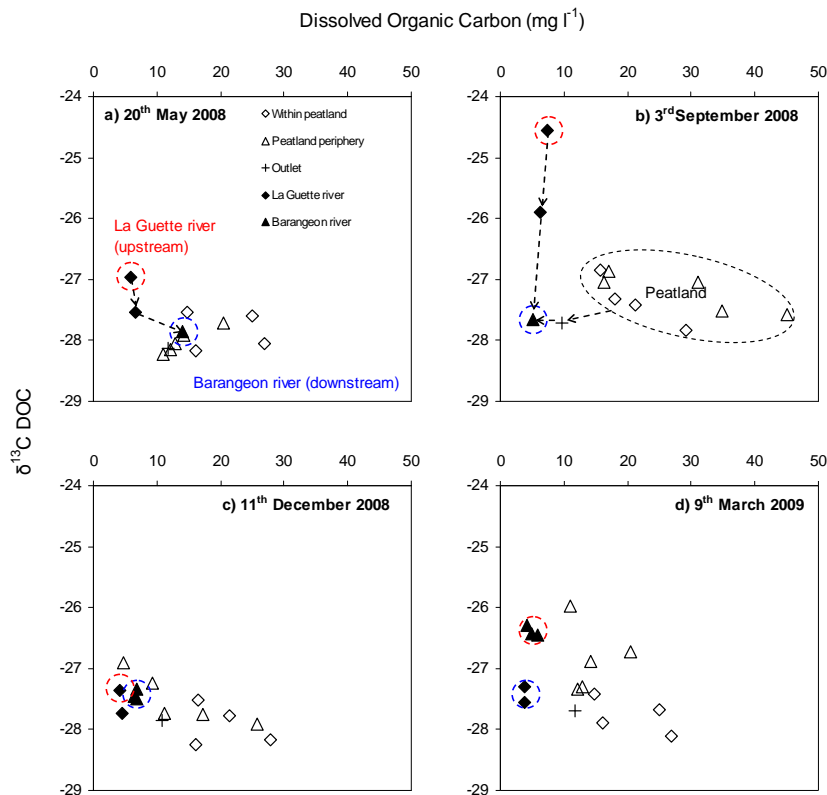 Dissolved Organic Carbon (mg l⁻¹)
0 10 20 30 40 50
-24
-25
-26
-27
-28
-29
a) 20ᵗʰ May 2008
Within peatland
Peatland periphery
Outlet
La Guette river
Barangeon river
La Guette river
(upstream)
Barangeon river (downstream)
0 10 20 30 40 50
-24
-25
-26
-27
-28
-29
b) 3ʳᵈSeptember 2008
Peatland
δ¹³C DOC
0 10 20 30 40 50
-24
-25
-26
-27
-28
-29
c) 11ᵗʰ December 2008
0 10 20 30 40 50
-24
-25
-26
-27
-28
-29
d) 9ᵗʰ March 2009